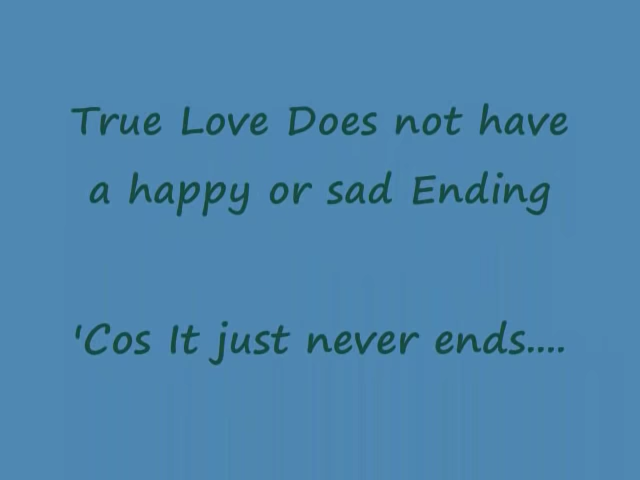 True Love Does not have
a happy or sad Ending
'Cos It just never ends....